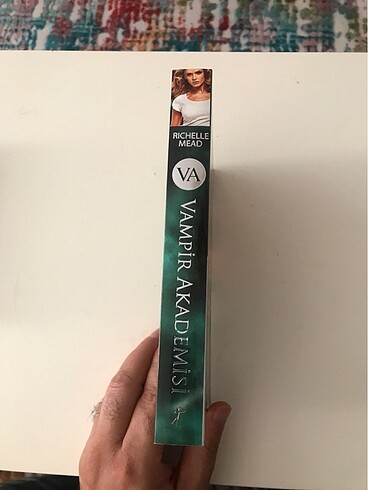 RICHELLE
MEAD
VA
VAMPİR AKADEMİSİ